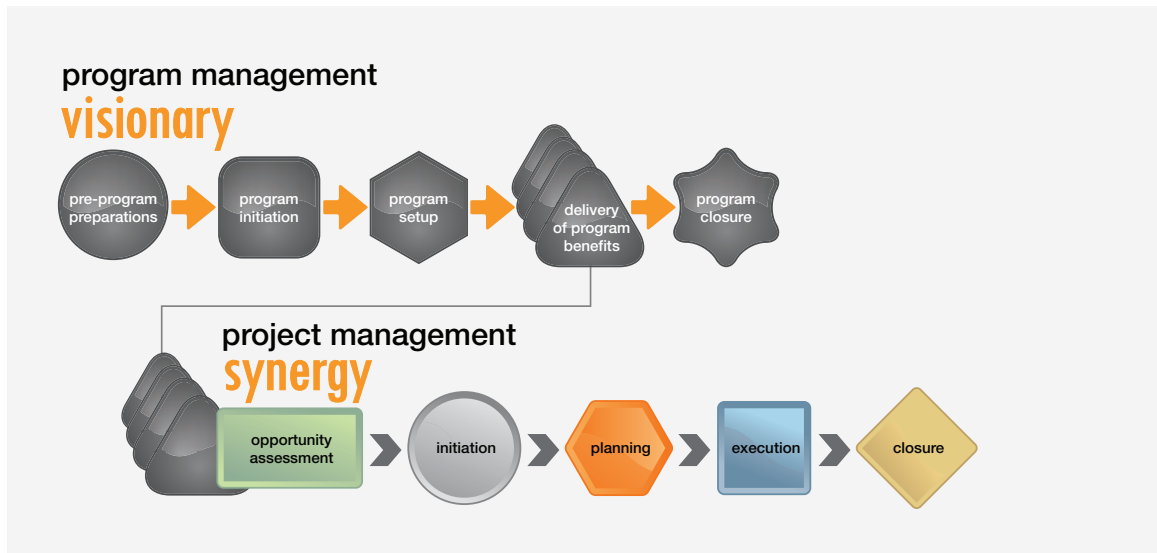 program management
visionary
pre-program
preparations
program
initiation
program
setup
delivery
of program
benefits
program
closure
project management
synergy
opportunity
assessment
initiation
planning
execution
closure